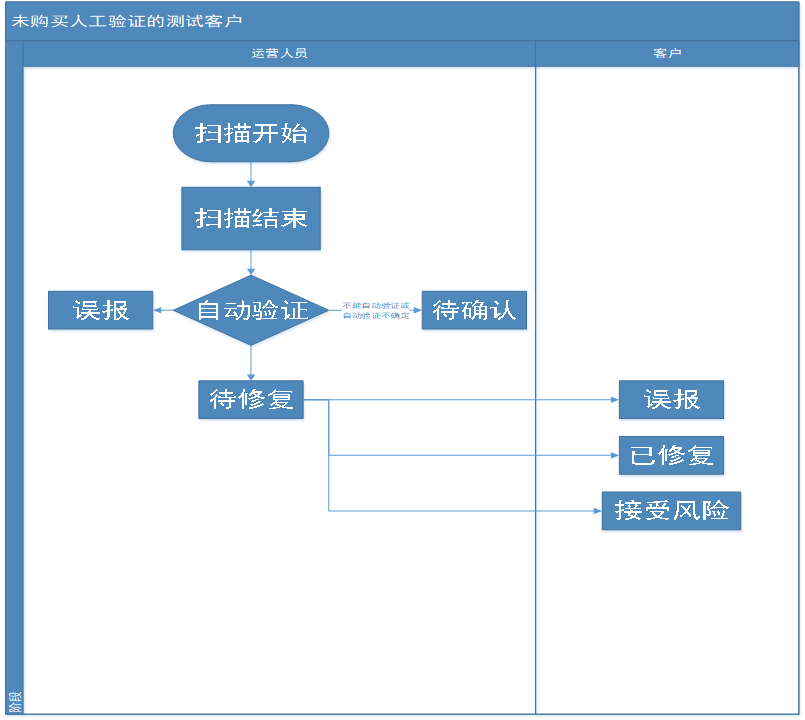 未购买人工验证的测试客户
运营人员
客户
扫描开始
扫描结束
误报
自动验证
不能自动验证或
自动验证不确定
待确认
待修复
误报
已修复
接受风险
阶段